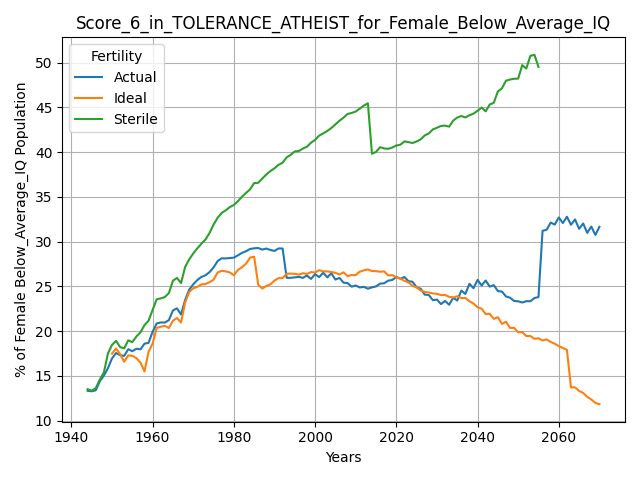 Score_6_in_TOLERANCE_ATHEIST_for_Female_Below_Average_IQ
Fertility
Actual
Ideal
Sterile
% of Female Below_Average_IQ Population
50
45
40
35
30
25
20
15
10
1940 1960 1980 2000 2020 2040 2060
Years